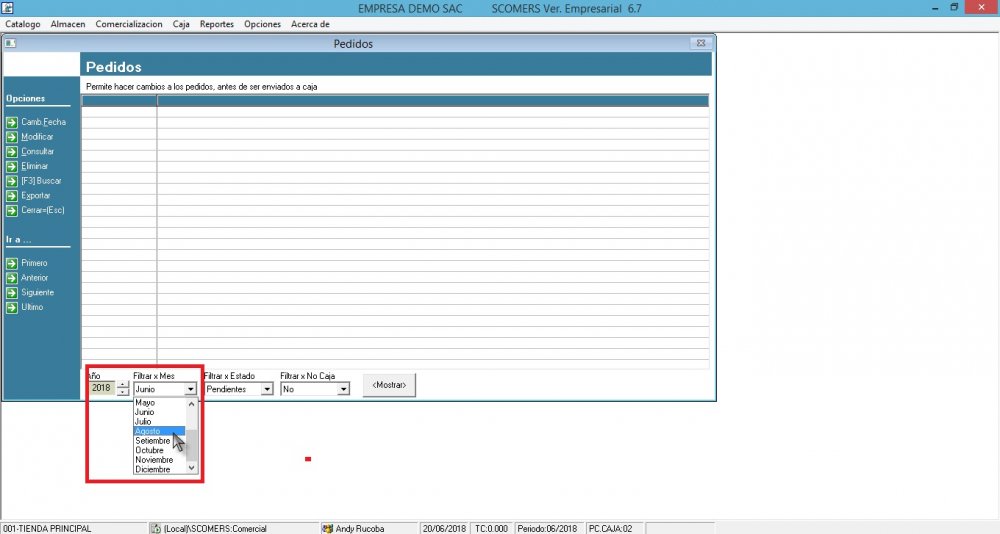 EMPRESA DEMO SAC SCOMERS Ver. Empresarial 6.7
Catalogo Almacen Comercializacion Caja Reportes Opciones Acerca de
Pedidos
Pedidos
Permite hacer cambios a los pedidos, antes de ser enviados a caja
Opciones
Camb.Fecha
Modificar
Consultar
Eliminar
[F3] Buscar
Exportar
Cerrar=(Esc)
Ir a ...
Primero
Anterior
Siguiente
Ultimo
Año Filtrar x Mes Filtrar x Estado Filtrar x No Caja
2018 Junio Pendientes No <Mostrar>
Mayo
Junio
Julio
Agosto
Setiembre
Octubre
Noviembre
Diciembre
001-TIENDA PRINCIPAL (Local)\SCOMERS:Comercial Andy Rucoba 20/06/2018 TC:0.000 Periodo:06/2018 PC.CAJA:02